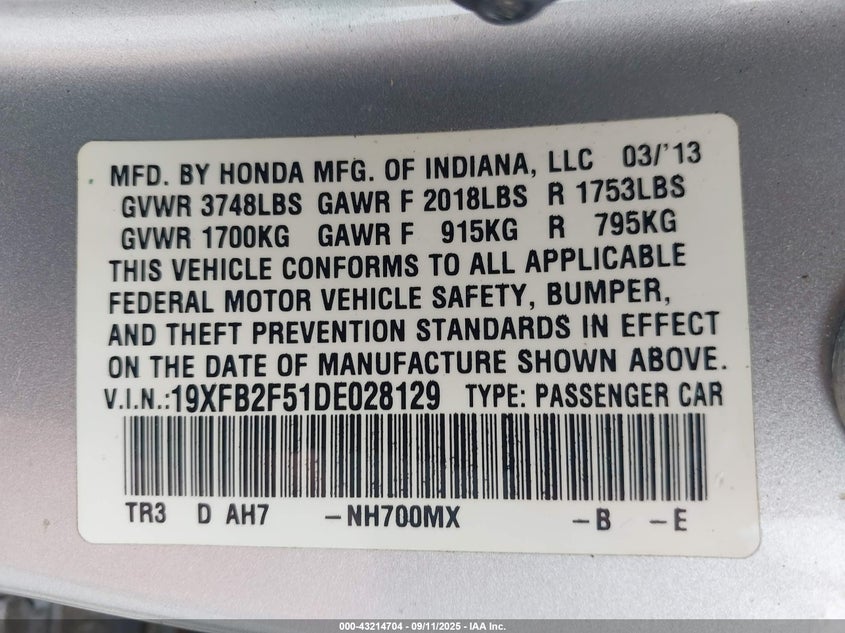 MFD. BY HONDA MFG. OF INDIANA, LLC 03/'13
GVWR 3748LBS GAWR F 2018LBS R 1753LBS
GVWR 1700KG GAWR F 915KG R 795KG
THIS VEHICLE CONFORMS TO ALL APPLICABLE
FEDERAL MOTOR VEHICLE SAFETY, BUMPER,
AND THEFT PREVENTION STANDARDS IN EFFECT
ON THE DATE OF MANUFACTURE SHOWN ABOVE.
V.I.N.:19XFB2F51DE028129 TYPE: PASSENGER CAR
TR3 D AH7 -NH700MX -B -E
000-43214704 - 09/11/2025 - IAA Inc.